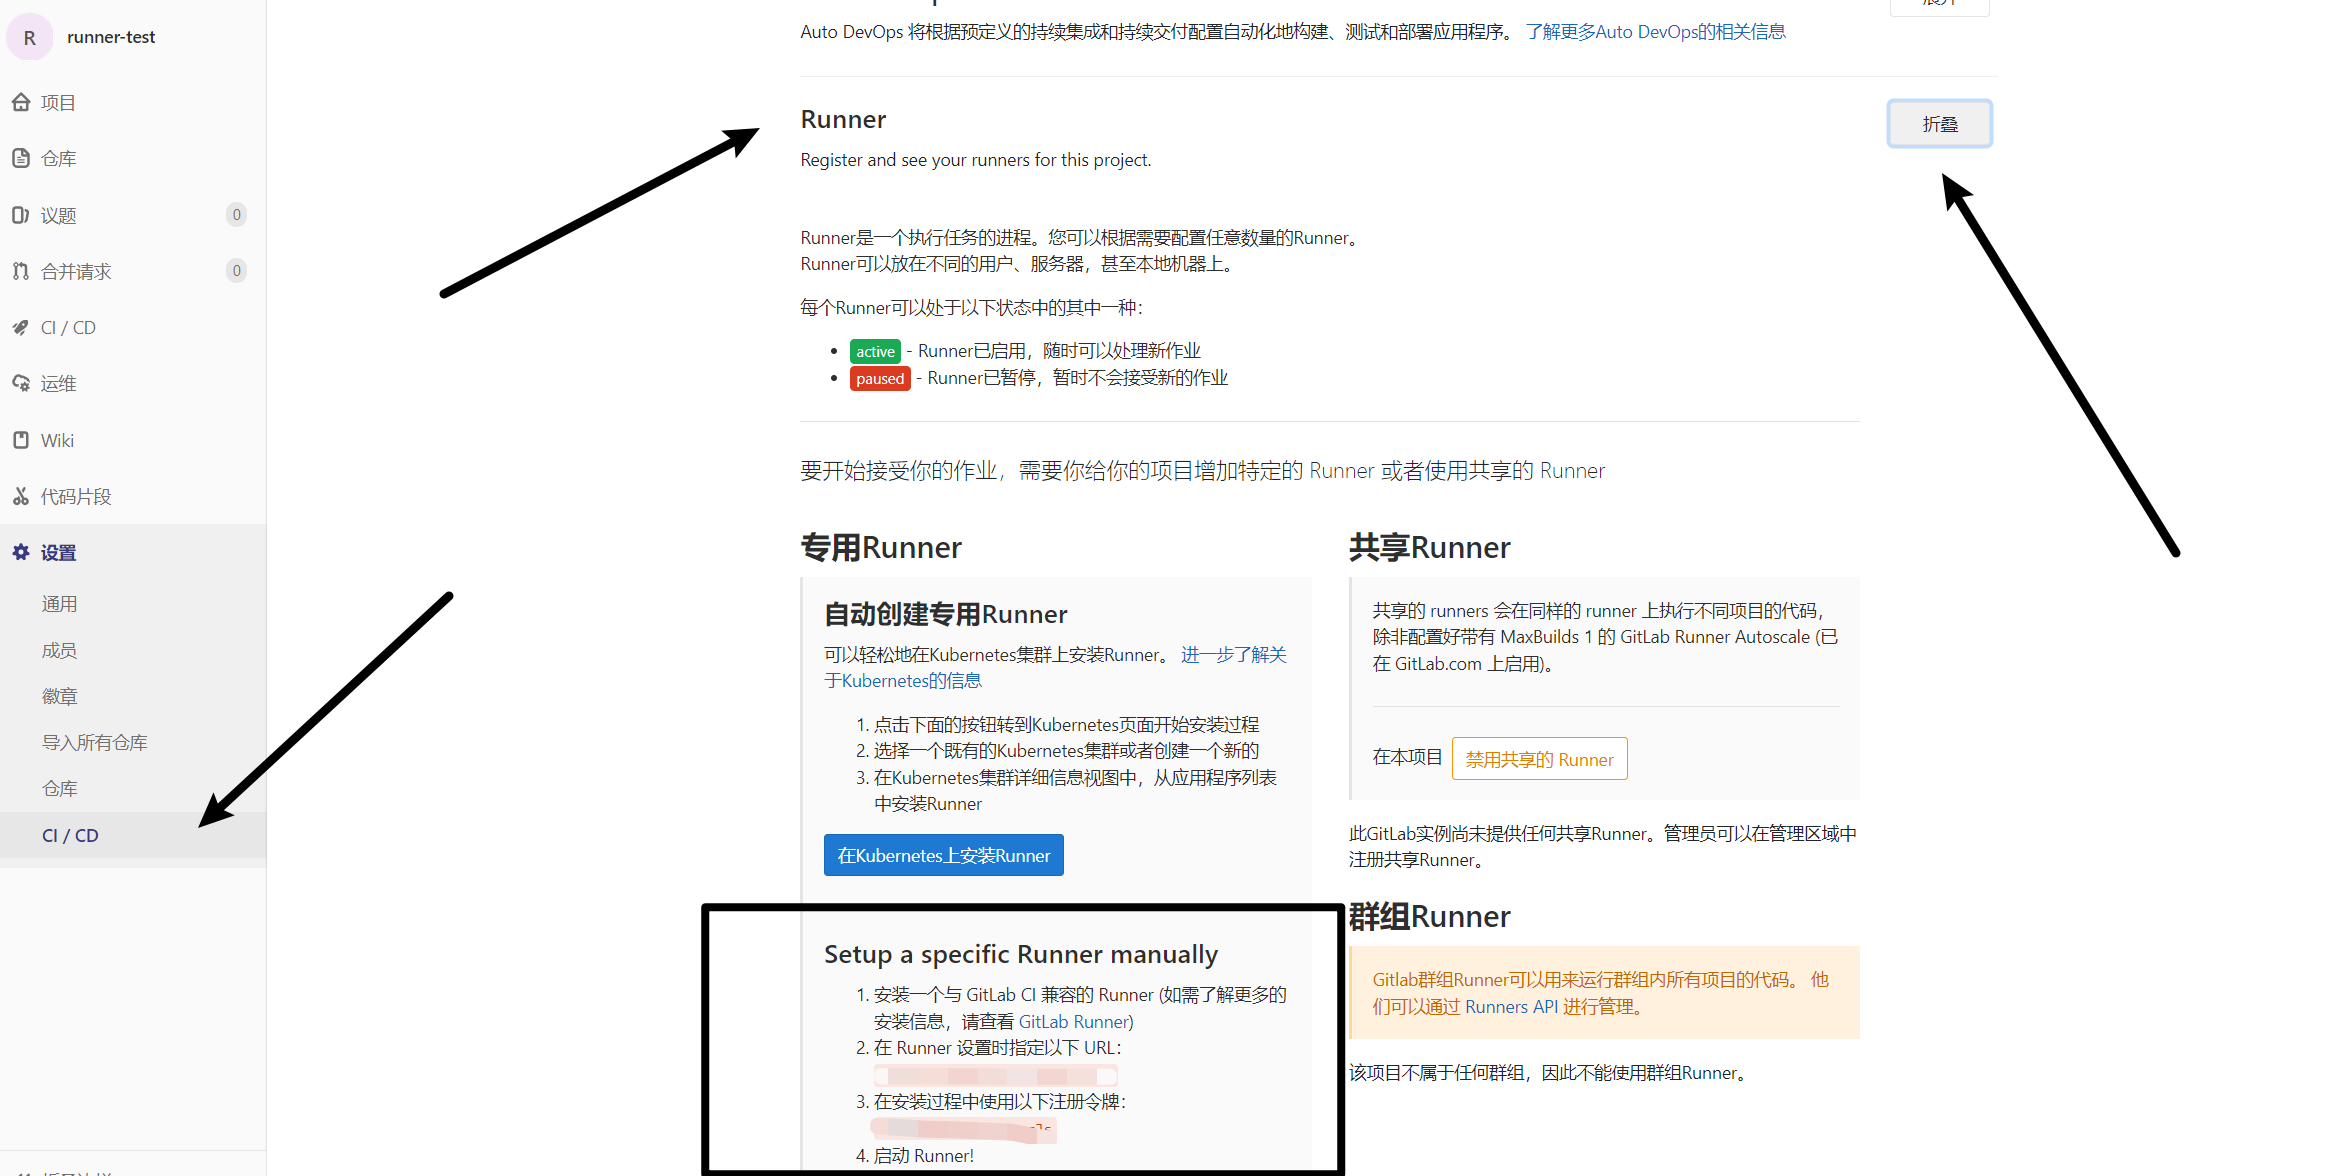 R
runner-test
项目
仓库
议题
0
合并请求
0
CI / CD
运维
Wiki
代码片段
设置
通用
成员
徽章
导入所有仓库
仓库
CI / CD
Auto DevOps 将根据预定义的持续集成和持续交付配置自动化地构建、测试和部署应用程序。 了解更多Auto DevOps的相关信息
Runner
折叠
Register and see your runners for this project.
Runner是一个执行任务的进程。您可以根据需要配置任意数量的Runner。
Runner可以放在不同的用户、服务器，甚至本地机器上。
每个Runner可以处于以下状态中的其中一种：
active - Runner已启用，随时可以处理新作业
paused - Runner已暂停，暂时不会接受新的作业
要开始接受你的作业，需要你给你的项目增加特定的 Runner 或者使用共享的 Runner
专用Runner
自动创建专用Runner
可以轻松地在Kubernetes集群上安装Runner。 进一步了解关
于Kubernetes的信息
1. 点击下面的按钮转到Kubernetes页面开始安装过程
2. 选择一个既有的Kubernetes集群或者创建一个新的
3. 在Kubernetes集群详细信息视图中，从应用程序列表
中安装Runner
在Kubernetes上安装Runner
Setup a specific Runner manually
1. 安装一个与 GitLab CI 兼容的 Runner (如需了解更多的
安装信息，请查看 GitLab Runner)
2. 在 Runner 设置时指定以下 URL：
3. 在安装过程中使用以下注册令牌：
4. 启动 Runner!
共享Runner
共享的 runners 会在同样的 runner 上执行不同项目的代码，
除非配置好带有 MaxBuilds 1 的 GitLab Runner Autoscale (已
在 GitLab.com 上启用)。
在本项目 禁用共享的 Runner
此GitLab实例尚未提供任何共享Runner。管理员可以在管理区域中
注册共享Runner。
群组Runner
Gitlab群组Runner可以用来运行群组内所有项目的代码。 他
们可以通过 Runners API 进行管理。
该项目不属于任何群组，因此不能使用群组Runner。